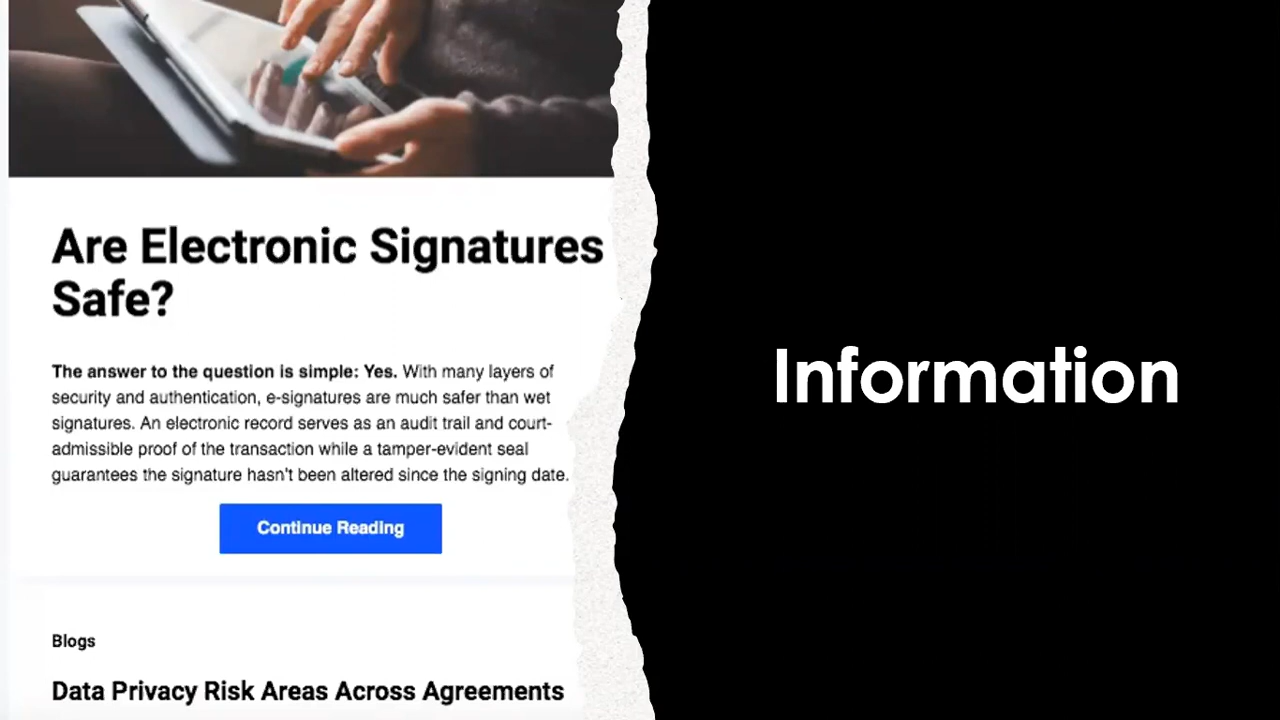 Are Electronic Signatures
Safe?
The answer to the question is simple: Yes. With many layers of
security and authentication, e-signatures are much safer than wet
signatures. An electronic record serves as an audit trail and court-
admissible proof of the transaction while a tamper-evident seal
guarantees the signature hasn't been altered since the signing date.
Continue Reading
Blogs
Data Privacy Risk Areas Across Agreements
Information